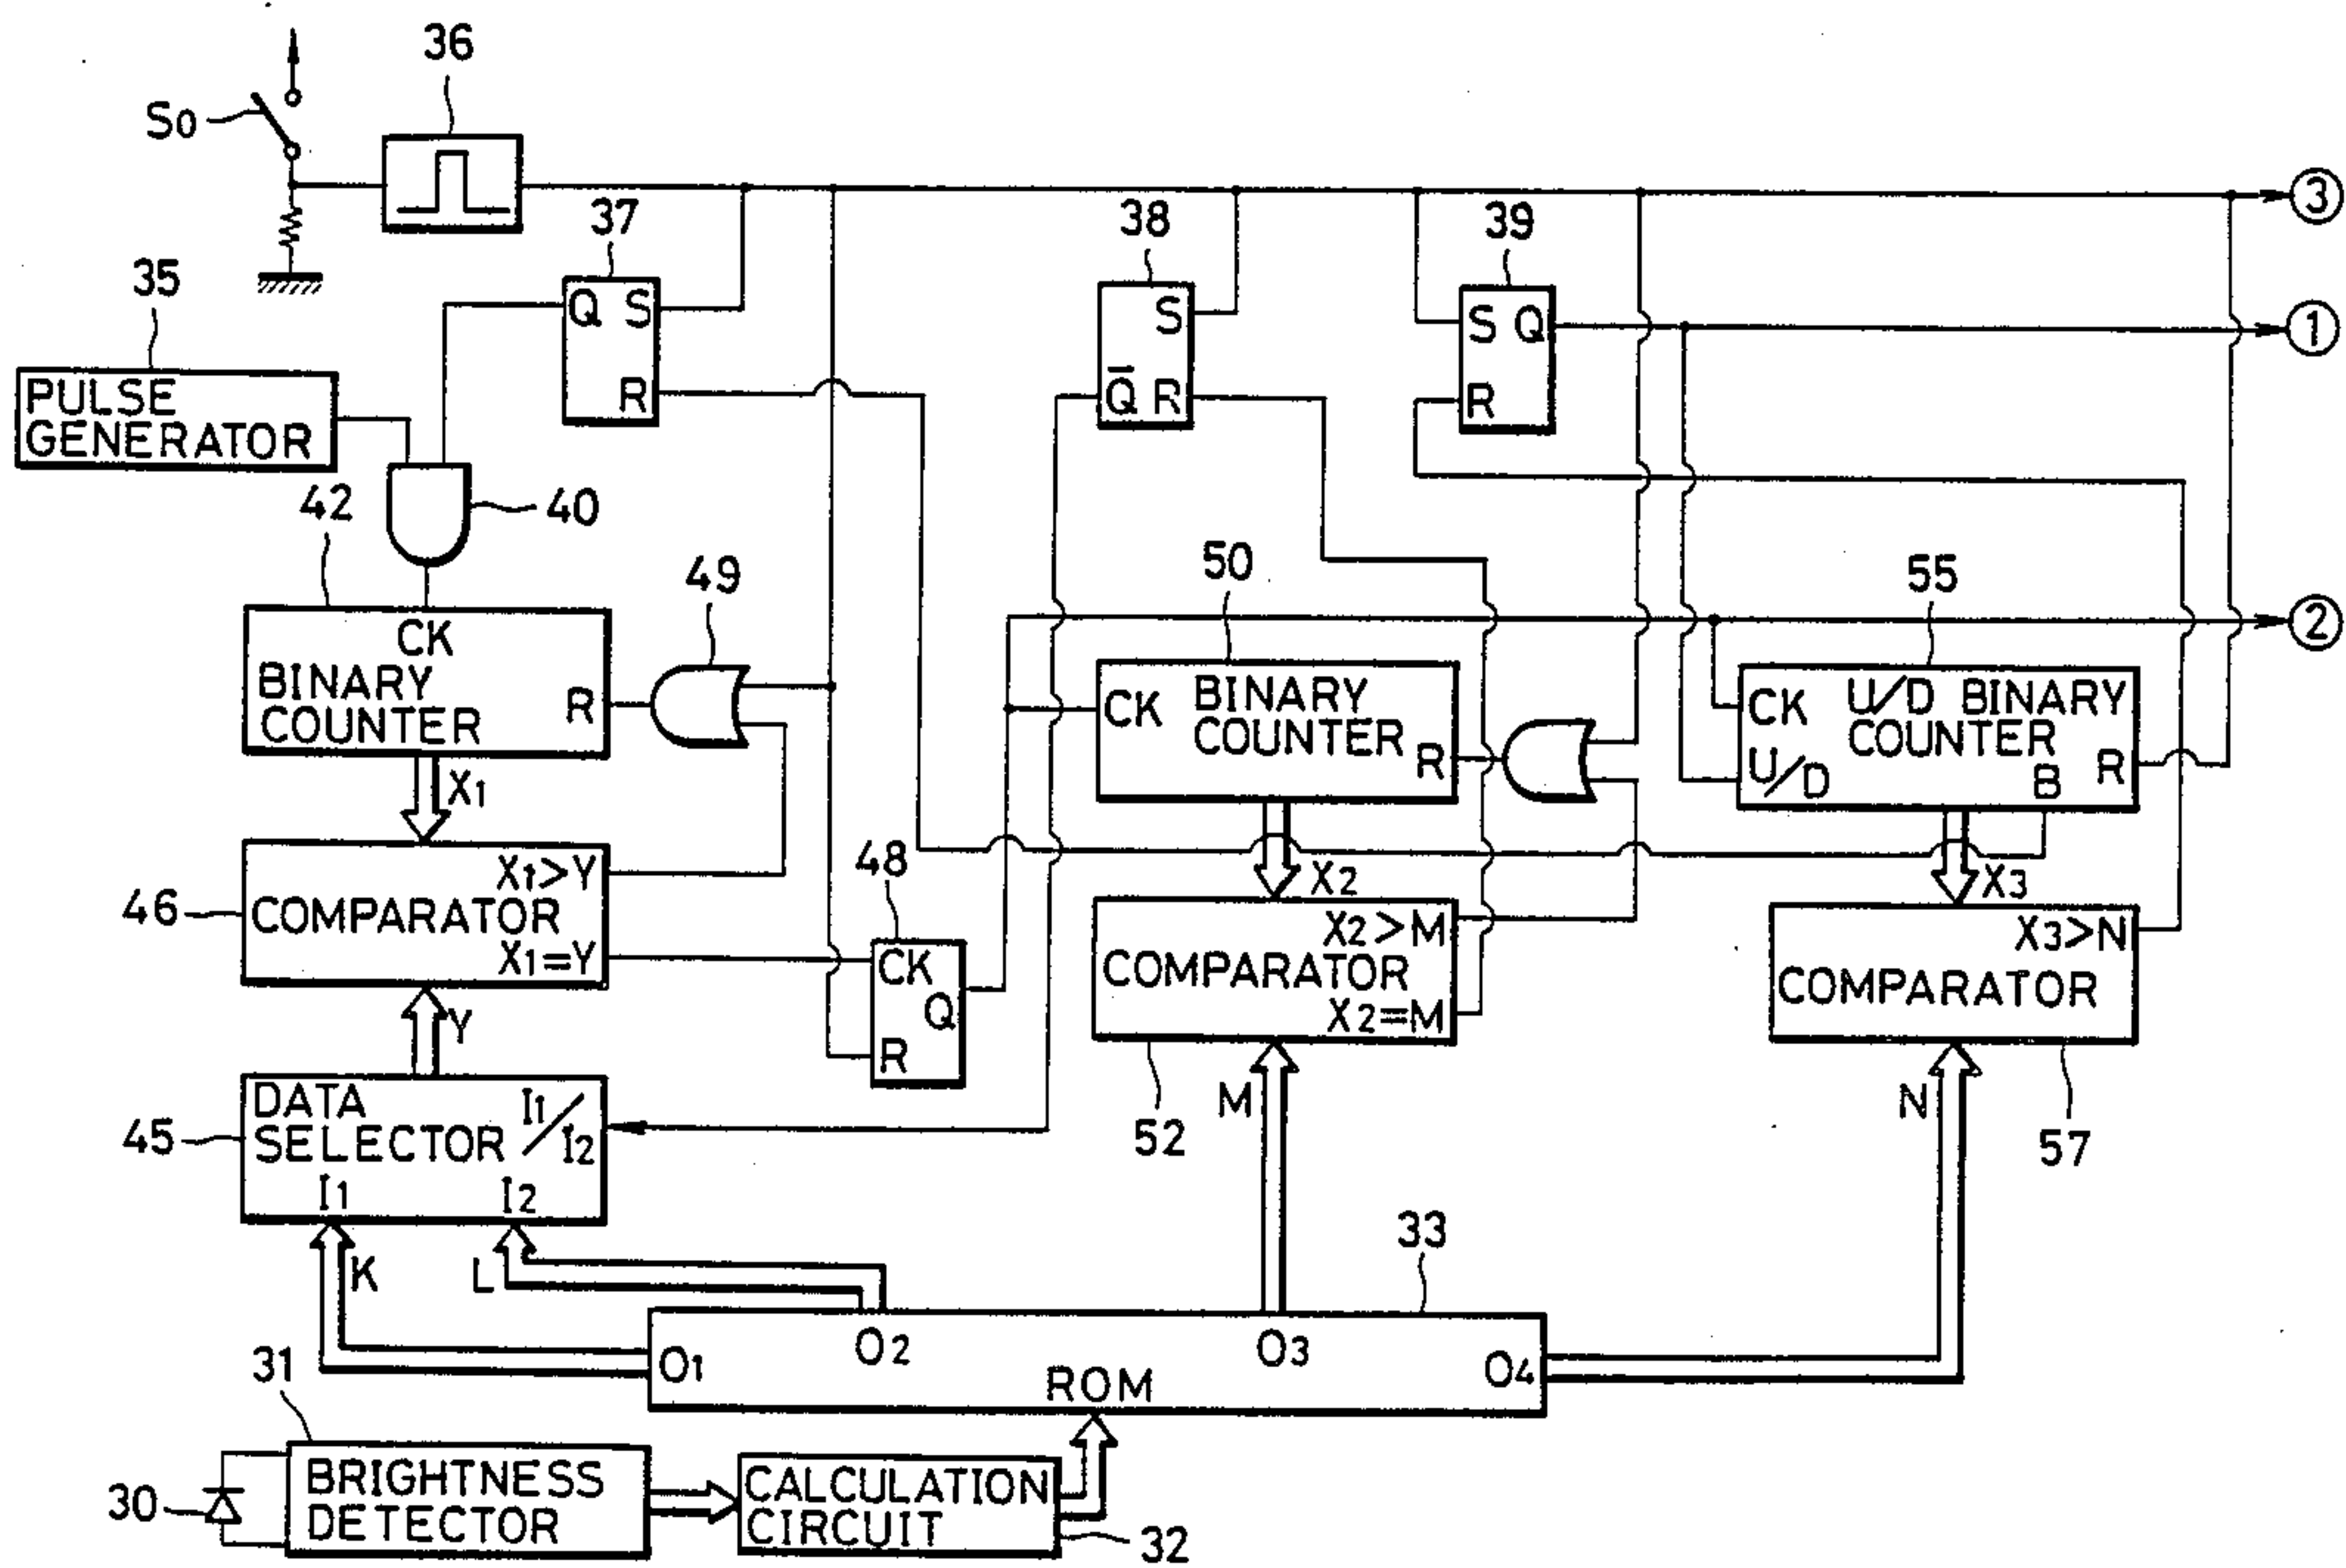 36
S0
3
37
38
39
35
Q S
S
S Q
1
R
Q̅ R
R
PULSE
GENERATOR
42
40
49
50
55
2
CK
BINARY
COUNTER
R
CK
BINARY
COUNTER
R
CK
U/D BINARY
COUNTER
U/D
B
R
X1
X2
X3
48
46
X1>Y
COMPARATOR
X1=Y
CK
Q
R
X2>M
COMPARATOR
X2=M
X3>N
COMPARATOR
Y
M
N
52
57
45
DATA
SELECTOR
I1/I2
I1
I2
K
L
33
O1
O2
O3
O4
ROM
31
30
BRIGHTNESS
DETECTOR
CALCULATION
CIRCUIT
32